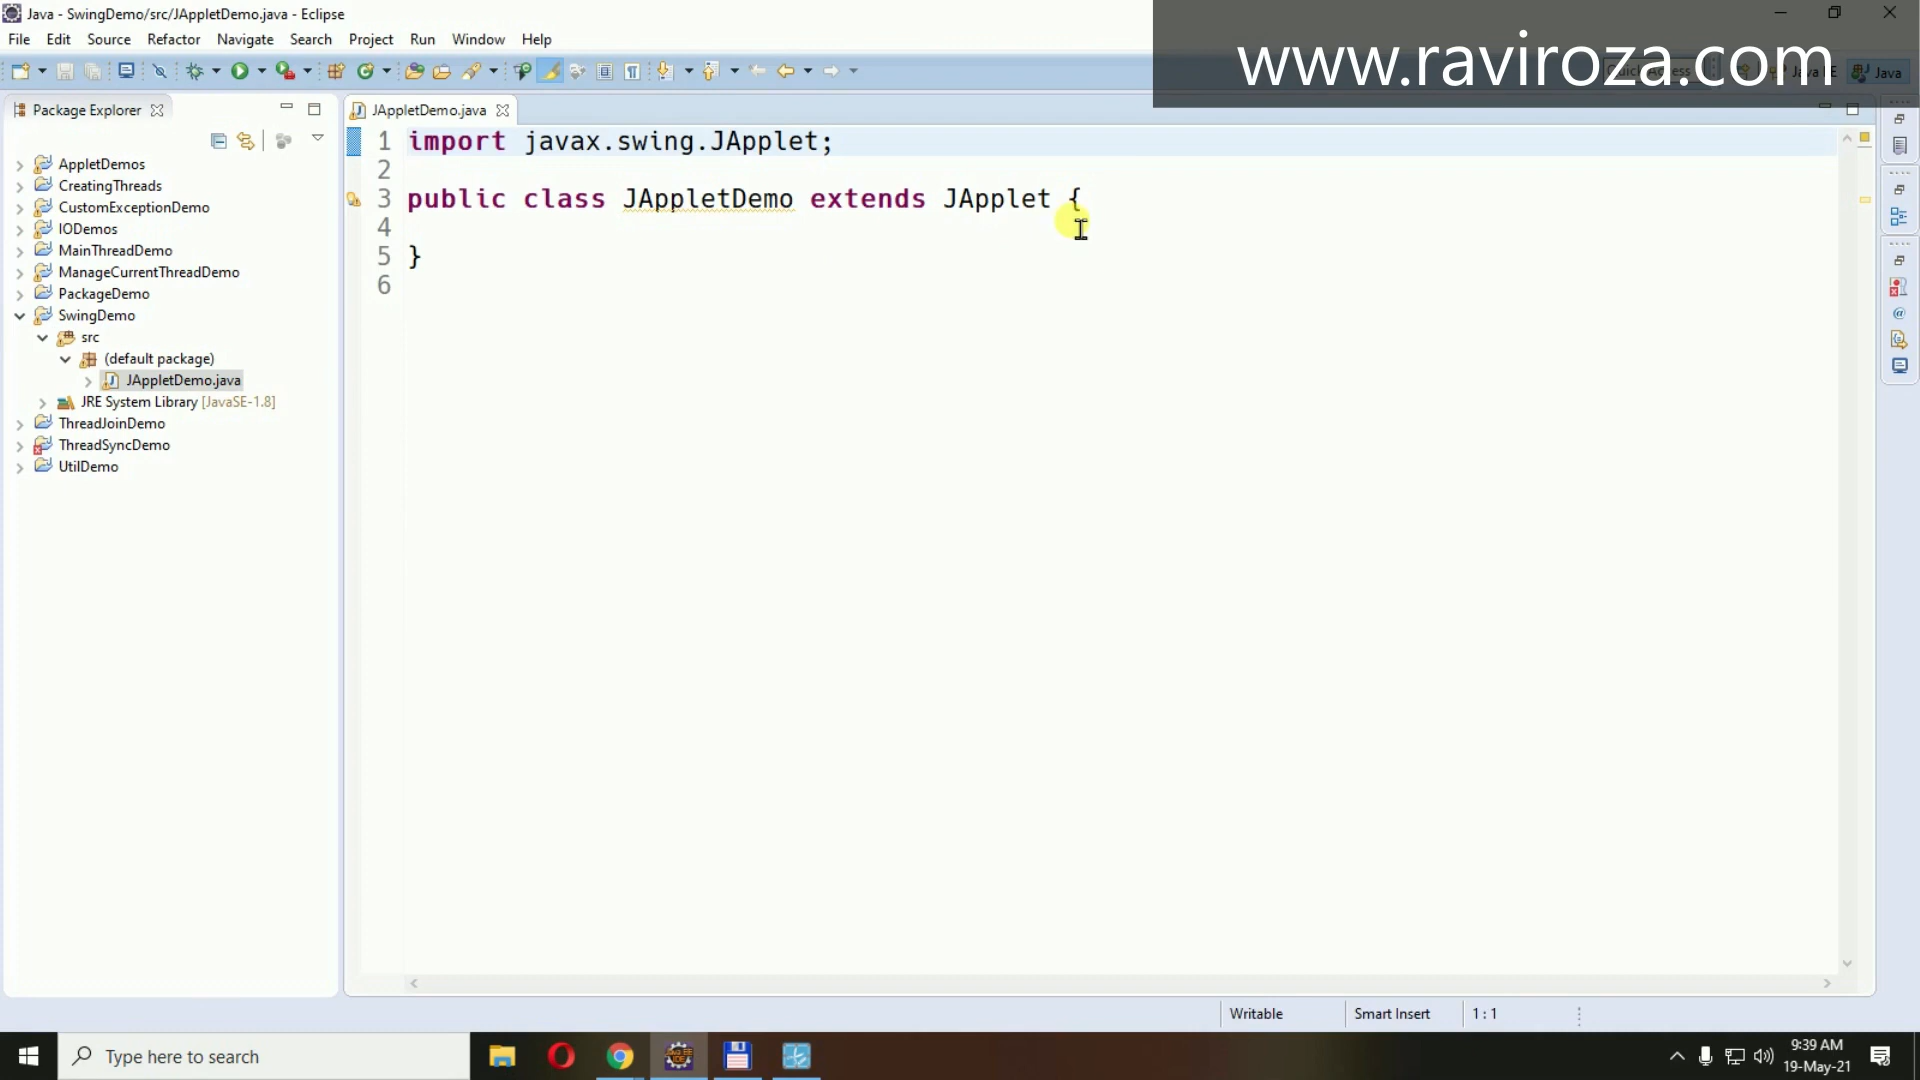 Java - SwingDemo/src/JAppletDemo.java - Eclipse
File Edit Source Refactor Navigate Search Project Run Window Help
www.raviroza.com
Quick Access
Java EE
Java
Package Explorer
JAppletDemo.java
AppletDemos
CreatingThreads
CustomExceptionDemo
IODemos
MainThreadDemo
ManageCurrentThreadDemo
PackageDemo
SwingDemo
src
(default package)
JAppletDemo.java
JRE System Library [JavaSE-1.8]
ThreadJoinDemo
ThreadSyncDemo
UtilDemo
1 import javax.swing.JApplet;
2
3 public class JAppletDemo extends JApplet {
4
5 }
6
Writable Smart Insert 1 : 1
Type here to search
9:39 AM
19-May-21